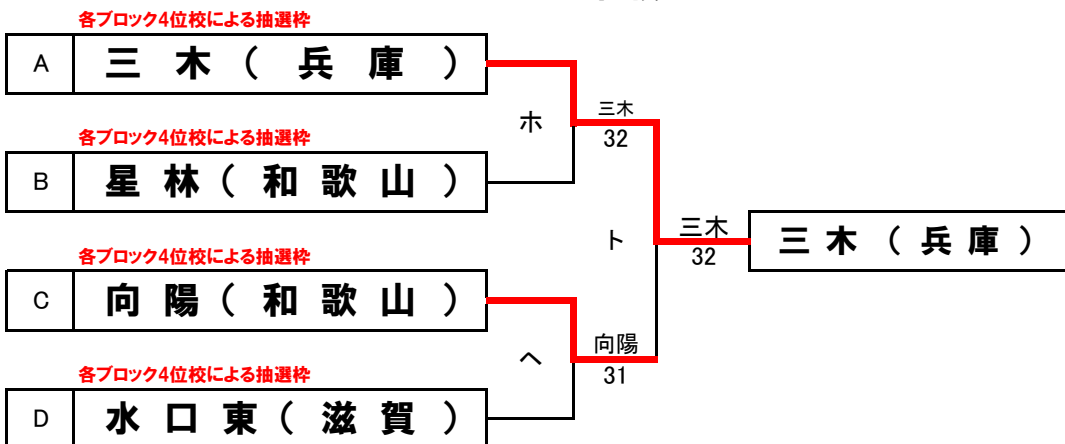 各ブロック4位校による抽選枠
A 三木(兵庫)
ホ
三木
32
各ブロック4位校による抽選枠
B 星林(和歌山)
ト
三木
32
三木(兵庫)
各ブロック4位校による抽選枠
C 向陽(和歌山)
ヘ
向陽
31
各ブロック4位校による抽選枠
D 水口東(滋賀)